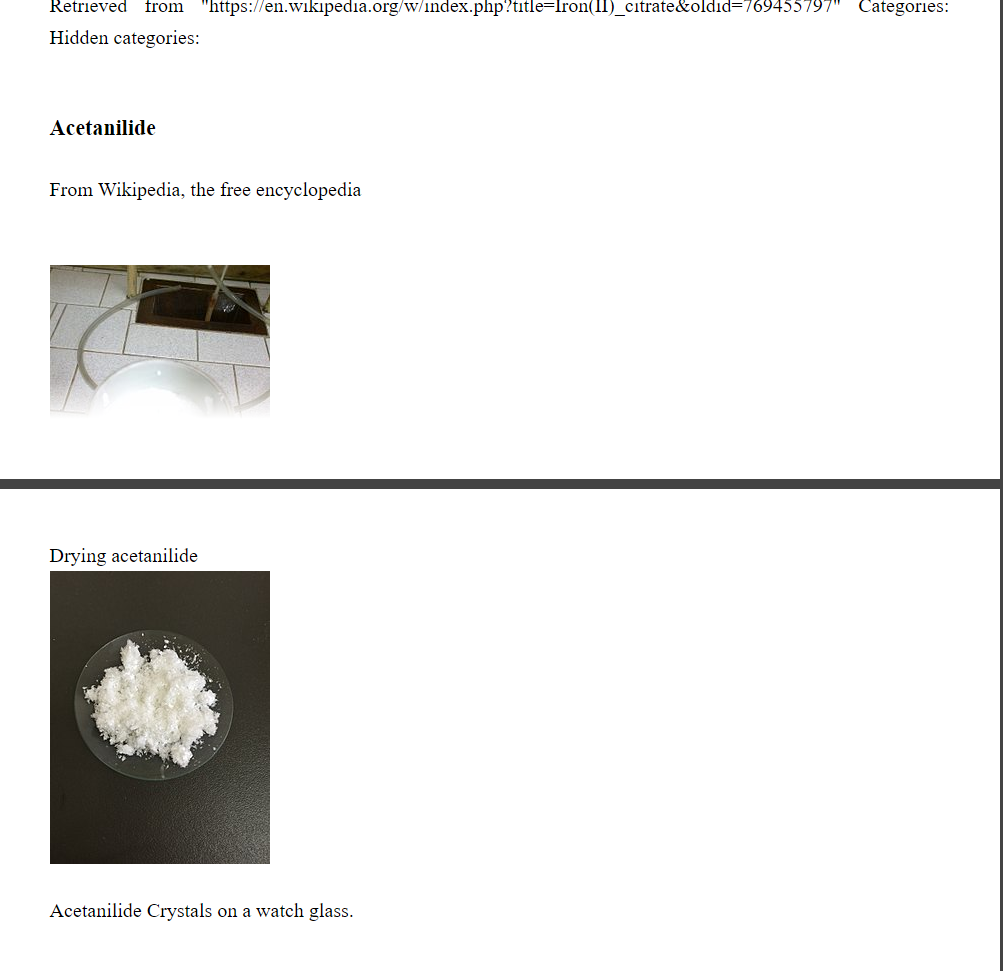 Retrieved from "https://en.wikipedia.org/w/index.php?title=Iron(II)_citrate&oldid=769455797" Categories:
Hidden categories:
Acetanilide
From Wikipedia, the free encyclopedia
Drying acetanilide
Acetanilide Crystals on a watch glass.